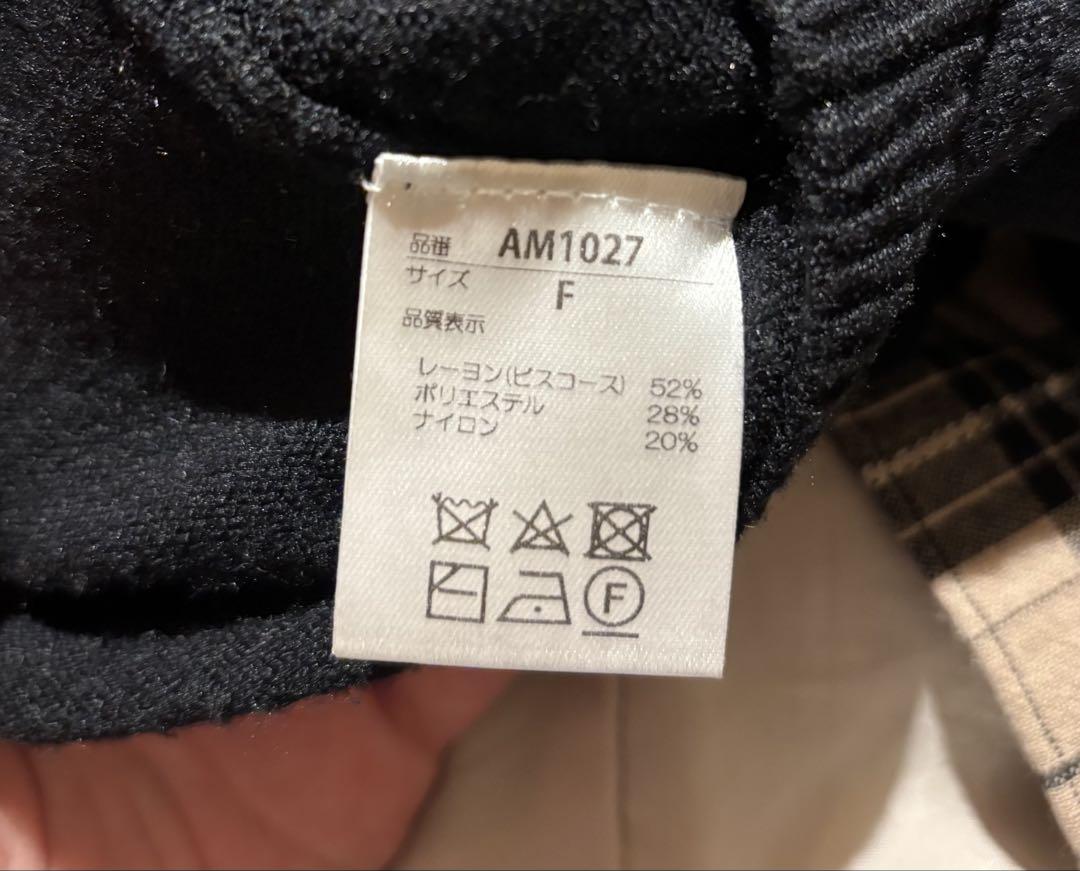 品番 AM1027
サイズ F
品質表示
レーヨン(ビスコース) 52%
ポリエステル 28%
ナイロン 20%
F